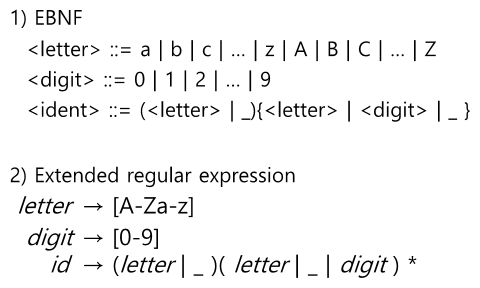 1) EBNF
<letter> ::= a | b | c | ... | z | A | B | C | ... | Z
<digit> ::= 0 | 1 | 2 | ... | 9
<ident> ::= (<letter> | _){<letter> | <digit> | _ }
2) Extended regular expression
letter → [A-Za-z]
digit → [0-9]
id → (letter | _ )( letter | _ | digit ) *